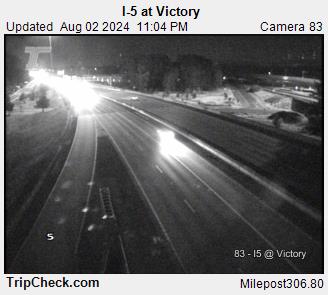 I-5 at Victory
Updated Aug 02 2024 11:04 PM Camera 83
S
83 - I5 @ Victory
TripCheck.com Milepost306.80